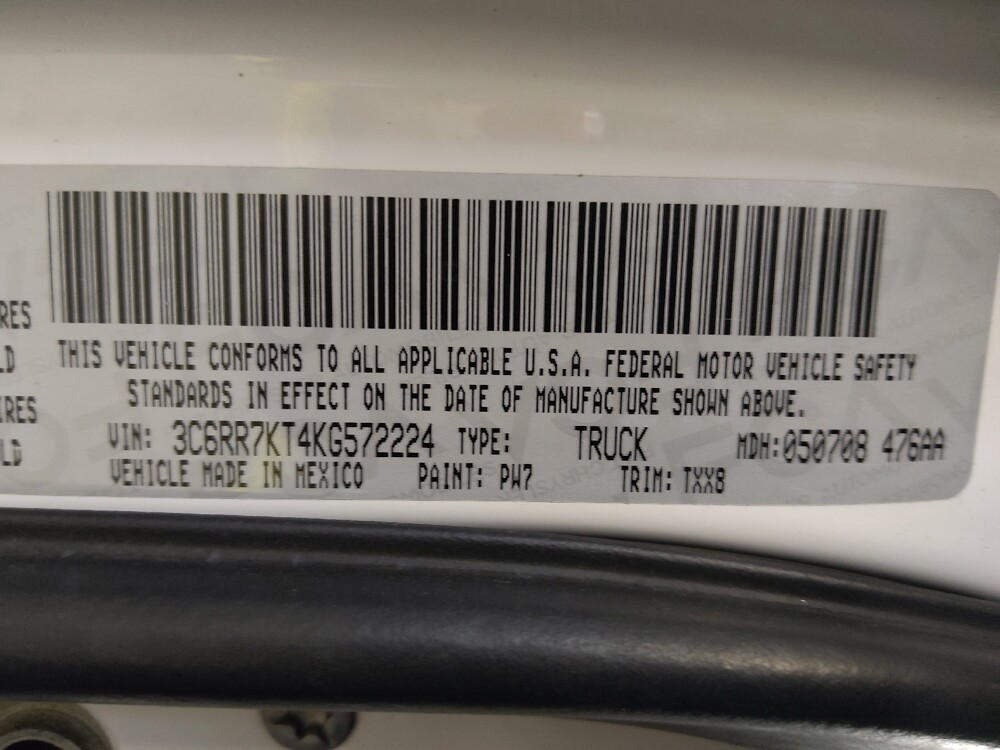 RES
LD
IRES
LD
THIS VEHICLE CONFORMS TO ALL APPLICABLE U.S.A. FEDERAL MOTOR VEHICLE SAFETY
STANDARDS IN EFFECT ON THE DATE OF MANUFACTURE SHOWN ABOVE.
VIN: 3C6RR7KT4KG572224 TYPE: TRUCK MDH:050708 476AA
VEHICLE MADE IN MEXICO PAINT: PW7 TRIM: TXX8